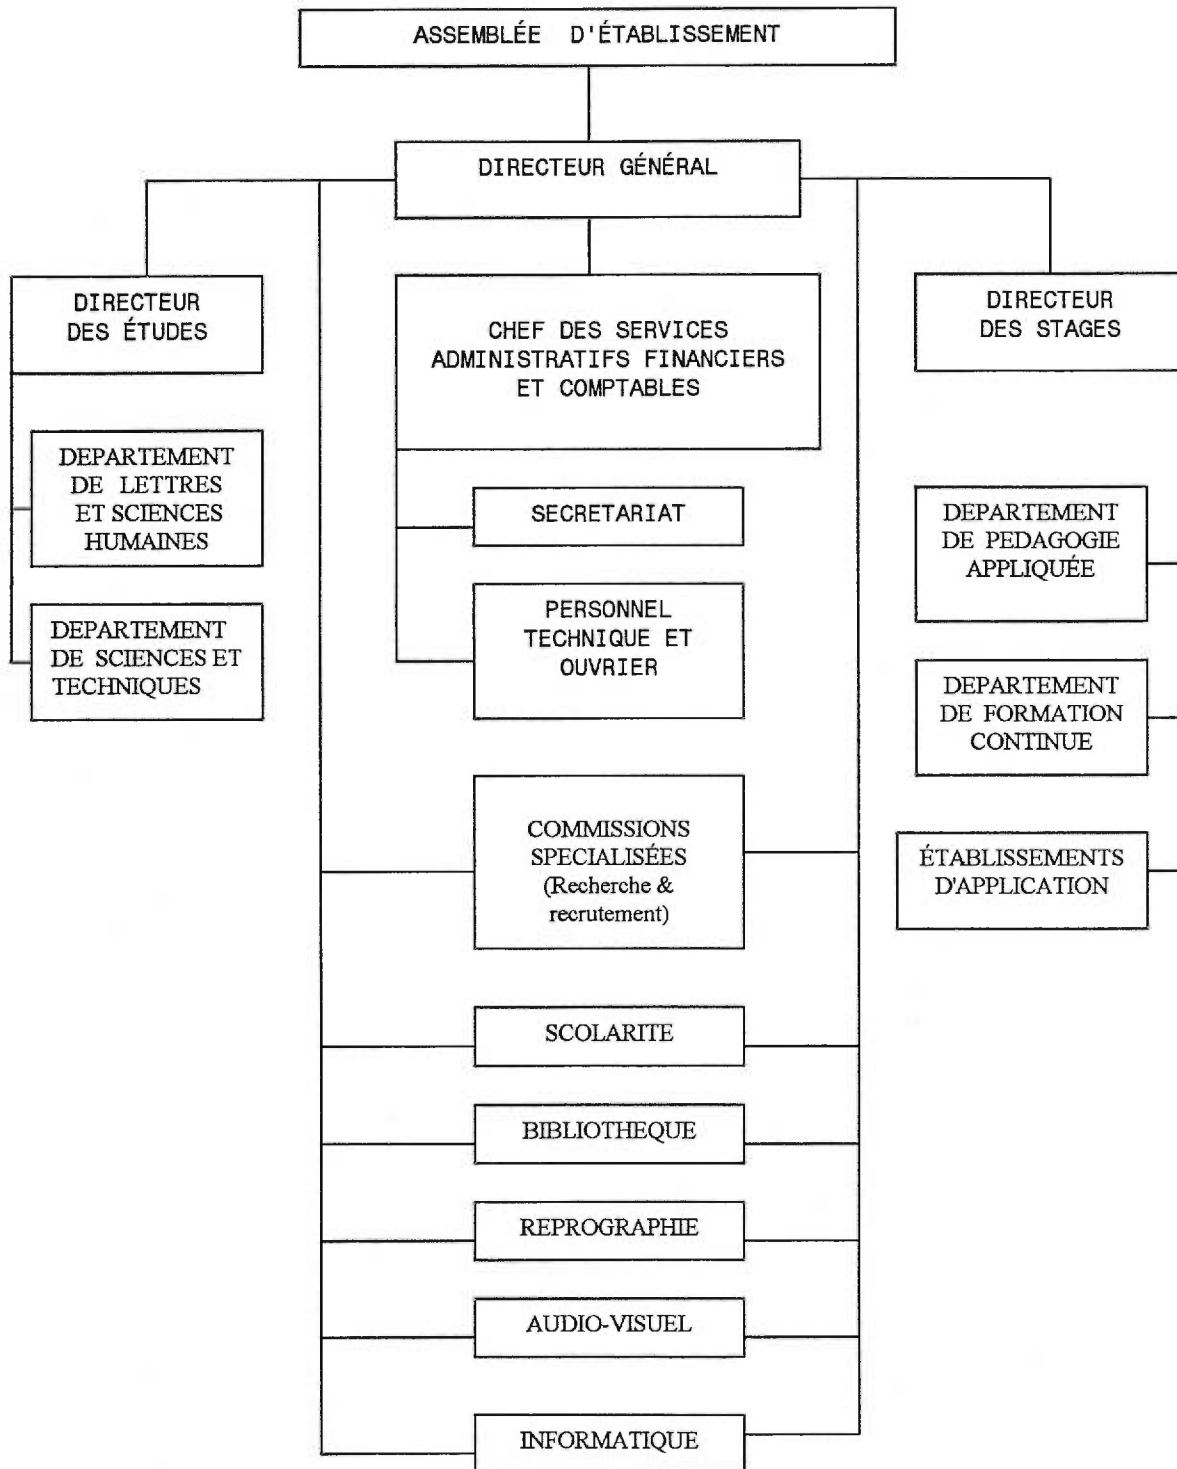 ASSEMBLÉE D'ÉTABLISSEMENT
DIRECTEUR GÉNÉRAL
DIRECTEUR
DES ÉTUDES
CHEF DES SERVICES
ADMINISTRATIFS FINANCIERS
ET COMPTABLES
DIRECTEUR
DES STAGES
DEPARTEMENT
DE LETTRES
ET SCIENCES
HUMAINES
DEPARTEMENT
DE SCIENCES ET
TECHNIQUES
SECRETARIAT
PERSONNEL
TECHNIQUE ET
OUVRIER
DEPARTEMENT
DE PEDAGOGIE
APPLIQUÉE
DEPARTEMENT
DE FORMATION
CONTINUE
ÉTABLISSEMENTS
D'APPLICATION
COMMISSIONS
SPECIALISÉES
(Recherche &
recrutement)
SCOLARITE
BIBLIOTHEQUE
REPROGRAPHIE
AUDIO-VISUEL
INFORMATIQUE